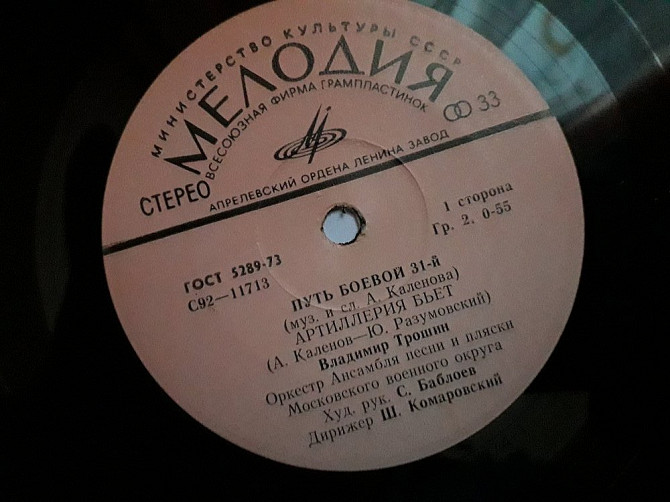 МИНИСТЕРСТВО КУЛЬТУРЫ СССР
МЕЛОДИЯ
ВСЕСОЮЗНАЯ ФИРМА ГРАМПЛАСТИНОК
СТЕРЕО
33
АПРЕЛЕВСКИЙ ОРДЕНА ЛЕНИНА ЗАВОД
1 сторона
Гр. 2. 0-55
ГОСТ 5289-73
С92—11713
ПУТЬ БОЕВОЙ 31-й
(муз. и сл. А. Каленова)
АРТИЛЛЕРИЯ БЬЕТ
(А. Каленов—Ю. Разумовский)
Владимир Трошин
Оркестр Ансамбля песни и пляски
Московского военного округа
Худ. рук. С. Баблоев
Дирижер Ш. Комаровский